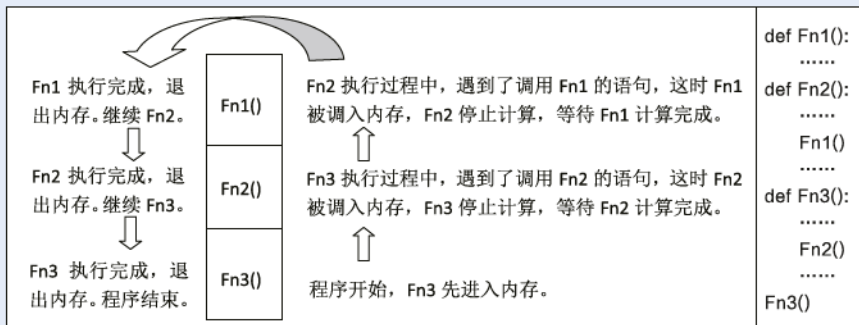 Fn1 执行完成，退
出内存。继续 Fn2。
Fn2 执行完成，退
出内存。继续 Fn3。
Fn3 执行完成，退
出内存。程序结束。
Fn1()
Fn2()
Fn3()
Fn2 执行过程中，遇到了调用 Fn1 的语句，这时 Fn1
被调入内存，Fn2 停止计算，等待 Fn1 计算完成。
Fn3 执行过程中，遇到了调用 Fn2 的语句，这时 Fn2
被调入内存，Fn3 停止计算，等待 Fn2 计算完成。
程序开始，Fn3 先进入内存。
def Fn1():
……
def Fn2():
……
Fn1()
……
def Fn3():
……
Fn2()
……
Fn3()